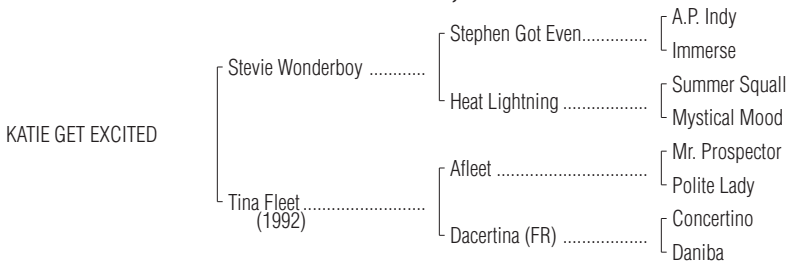 A.P. Indy
Stephen Got Even..............
Immerse
Stevie Wonderboy ............
Summer Squall
Heat Lightning ..................
Mystical Mood
KATIE GET EXCITED
Mr. Prospector
Afleet ................................
Polite Lady
Tina Fleet ..........................
(1992)
Concertino
Dacertina (FR) ..................
Daniba